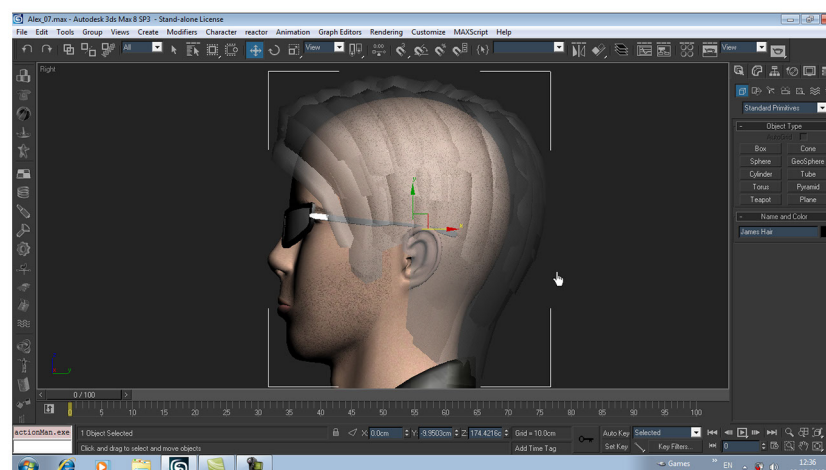 Alex_07.max - Autodesk 3ds Max 8 SP3 - Stand-alone License
File Edit Tools Group Views Create Modifiers Character reactor Animation Graph Editors Rendering Customize MAXScript Help
All View View
Right
Standard Primitives
- Object Type
AutoGrid
Box Cone
Sphere GeoSphere
Cylinder Tube
Torus Pyramid
Teapot Plane
- Name and Color
James Hair
y
x
z
y
< 0 / 100 >
0 5 10 15 20 25 30 35 40 45 50 55 60 65 70 75 80 85 90 95 100
actionMan.exe 1 Object Selected X: 0.0cm Y: -9.9503cm Z: 174.4216c Grid = 10.0cm Auto Key Selected
Click and drag to select and move objects Add Time Tag Set Key Key Filters... 0
Games EN 12:36